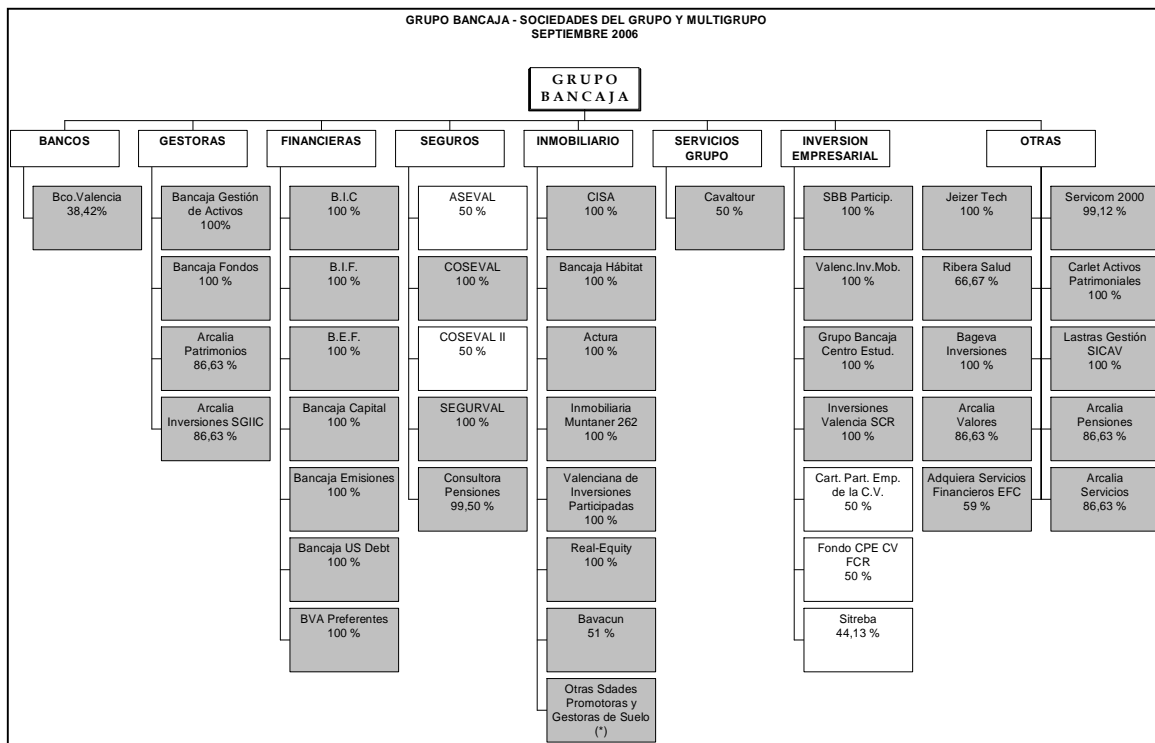 GRUPO BANCAJA - SOCIEDADES DEL GRUPO Y MULTIGRUPO
SEPTIEMBRE 2006
GRUPO
BANCAJA
BANCOS
Bco.Valencia
38,42%
GESTORAS
Bancaja Gestión
de Activos
100%
Bancaja Fondos
100 %
Arcalia
Patrimonios
86,63 %
Arcalia
Inversiones SGIIC
86,63 %
FINANCIERAS
B.I.C
100 %
B.I.F.
100 %
B.E.F.
100 %
Bancaja Capital
100 %
Bancaja Emisiones
100 %
Bancaja US Debt
100 %
BVA Preferentes
100 %
SEGUROS
ASEVAL
50 %
COSEVAL
100 %
COSEVAL II
50 %
SEGURVAL
100 %
Consultora
Pensiones
99,50 %
INMOBILIARIO
CISA
100 %
Bancaja Hábitat
100 %
Actura
100 %
Inmobiliaria
Muntaner 262
100 %
Valenciana de
Inversiones
Participadas
100 %
Real-Equity
100 %
Bavacun
51 %
Otras Sdades
Promotoras y
Gestoras de Suelo
(*)
SERVICIOS
GRUPO
Cavaltour
50 %
INVERSION
EMPRESARIAL
SBB Particip.
100 %
Valenc.Inv.Mob.
100 %
Grupo Bancaja
Centro Estud.
100 %
Inversiones
Valencia SCR
100 %
Cart. Part. Emp.
de la C.V.
50 %
Fondo CPE CV
FCR
50 %
Sitreba
44,13 %
OTRAS
Jeizer Tech
100 %
Ribera Salud
66,67 %
Bageva
Inversiones
100 %
Arcalia
Valores
86,63 %
Adquiera Servicios
Financieros EFC
59 %
Servicom 2000
99,12 %
Carlet Activos
Patrimoniales
100 %
Lastras Gestión
SICAV
100 %
Arcalia
Pensiones
86,63 %
Arcalia
Servicios
86,63 %